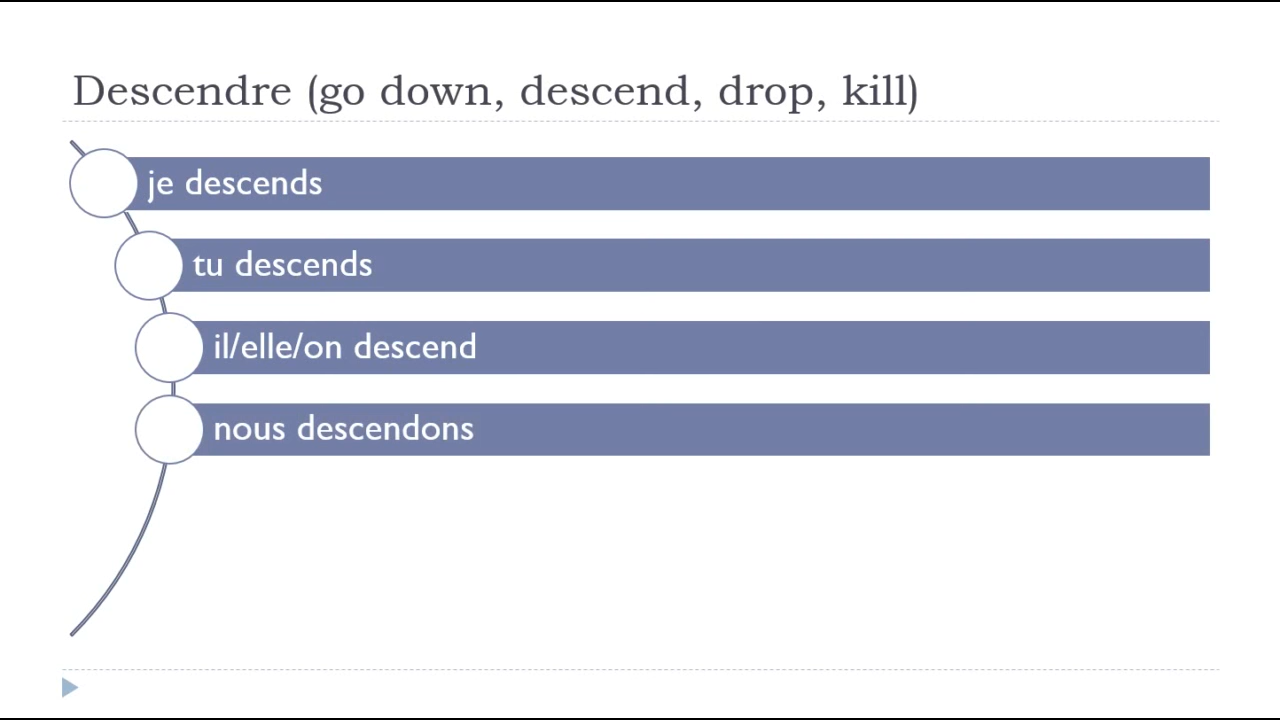 Descendre (go down, descend, drop, kill)
je descends
tu descends
il/elle/on descend
nous descendons